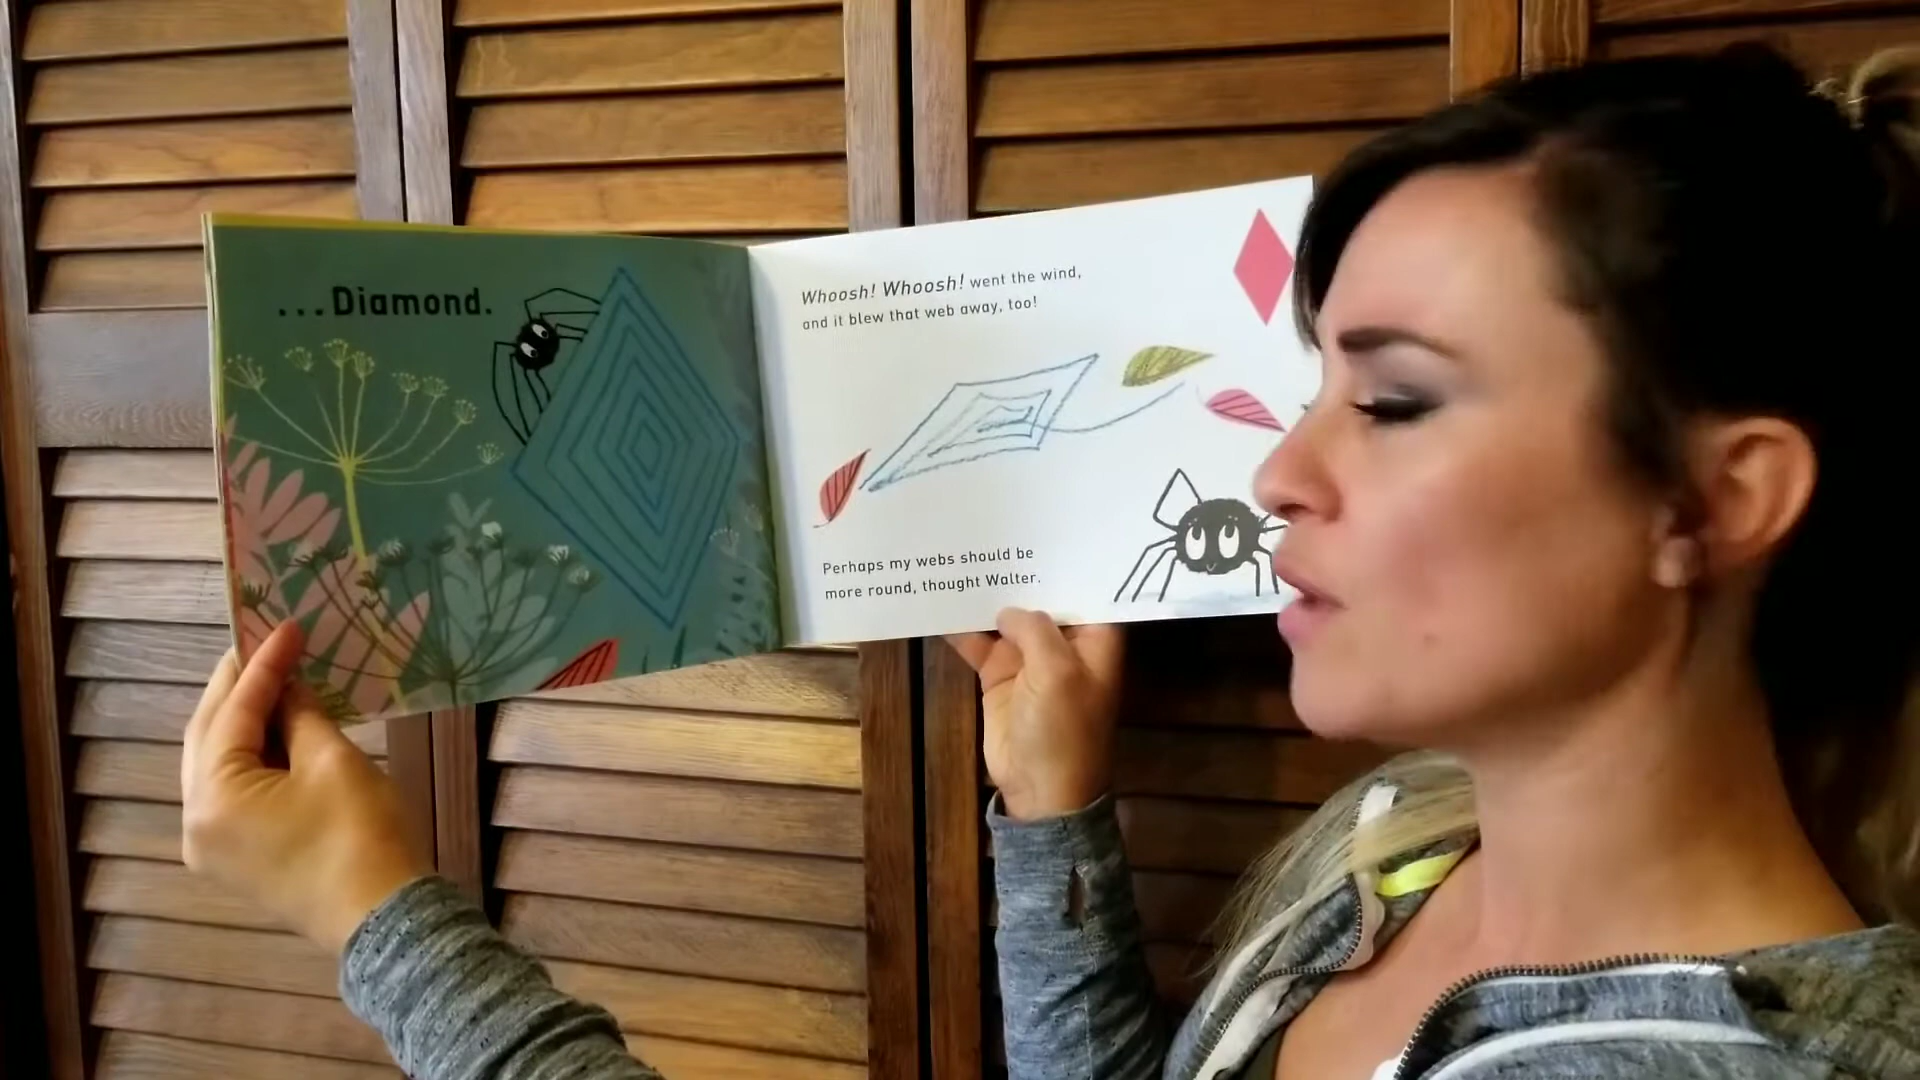 ...Diamond.
Whoosh! Whoosh! went the wind,
and it blew that web away, too!
Perhaps my webs should be
more round, thought Walter.